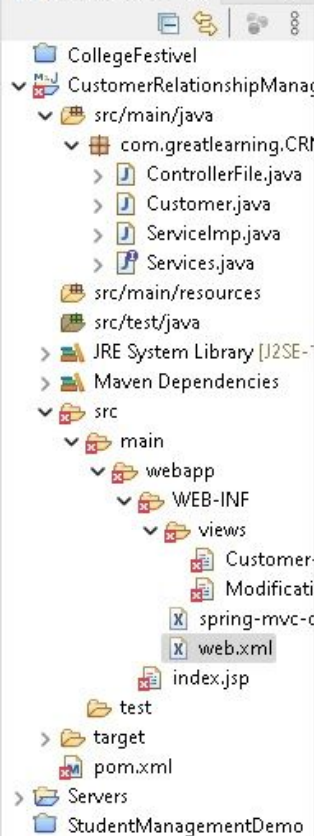 CollegeFestivel
CustomerRelationshipManag
src/main/java
com.greatlearning.CRM
ControllerFile.java
Customer.java
ServiceImp.java
Services.java
src/main/resources
src/test/java
JRE System Library [J2SE-1
Maven Dependencies
src
main
webapp
WEB-INF
views
Customer-
Modificati
spring-mvc-c
web.xml
index.jsp
test
target
pom.xml
Servers
StudentManagementDemo